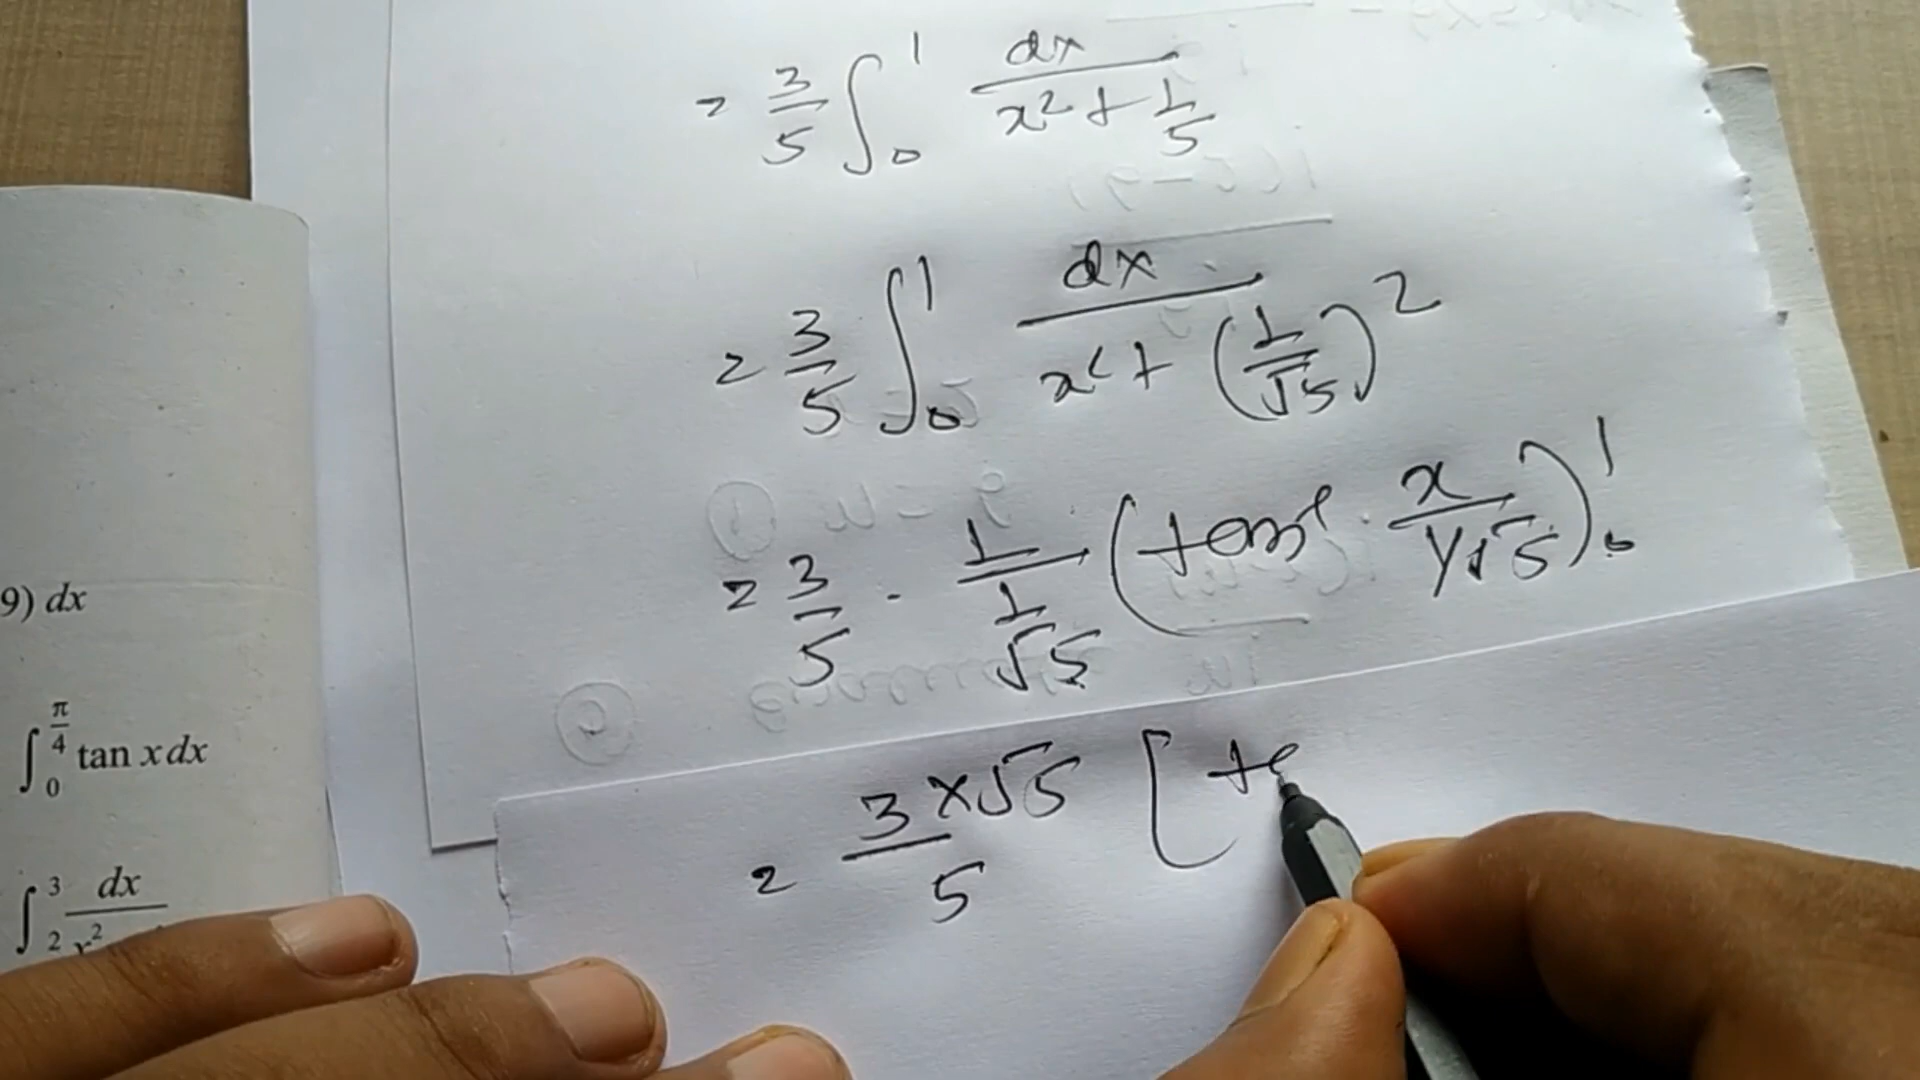 = 3/5 ∫₀¹ dx / (x² + 1/5)
= 3/5 ∫₀¹ dx / (x² + (1/√5)²)
= 3/5 · 1/(1/√5) (tan⁻¹ x/(1/√5))₀¹
= 3×√5 / 5 [ta
9) dx
∫₀^(π/4) tan x dx
∫₂³ dx / x²